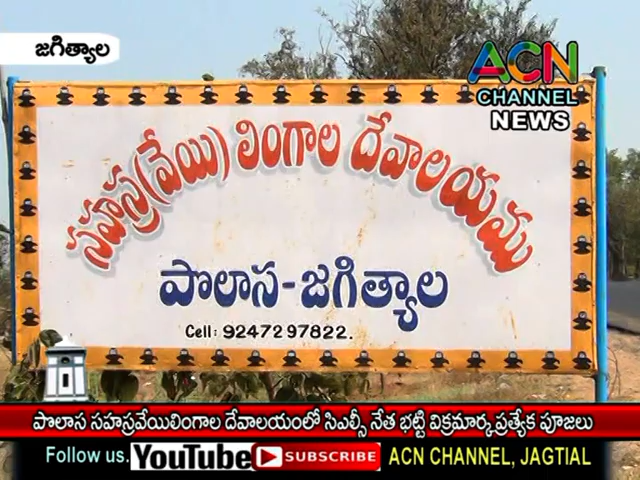 జగిత్యాల
ACN
CHANNEL
NEWS
సహస్ర(వేయి) లింగాల దేవాలయము
పొలాస-జగిత్యాల
Cell: 9247297822.
పొలాస సహస్రవేయిలింగాల దేవాలయంలో సిఎల్పీ నేత భట్టి విక్రమార్క ప్రత్యేక పూజలు
Follow us. YouTube SUBSCRIBE ACN CHANNEL, JAGTIAL